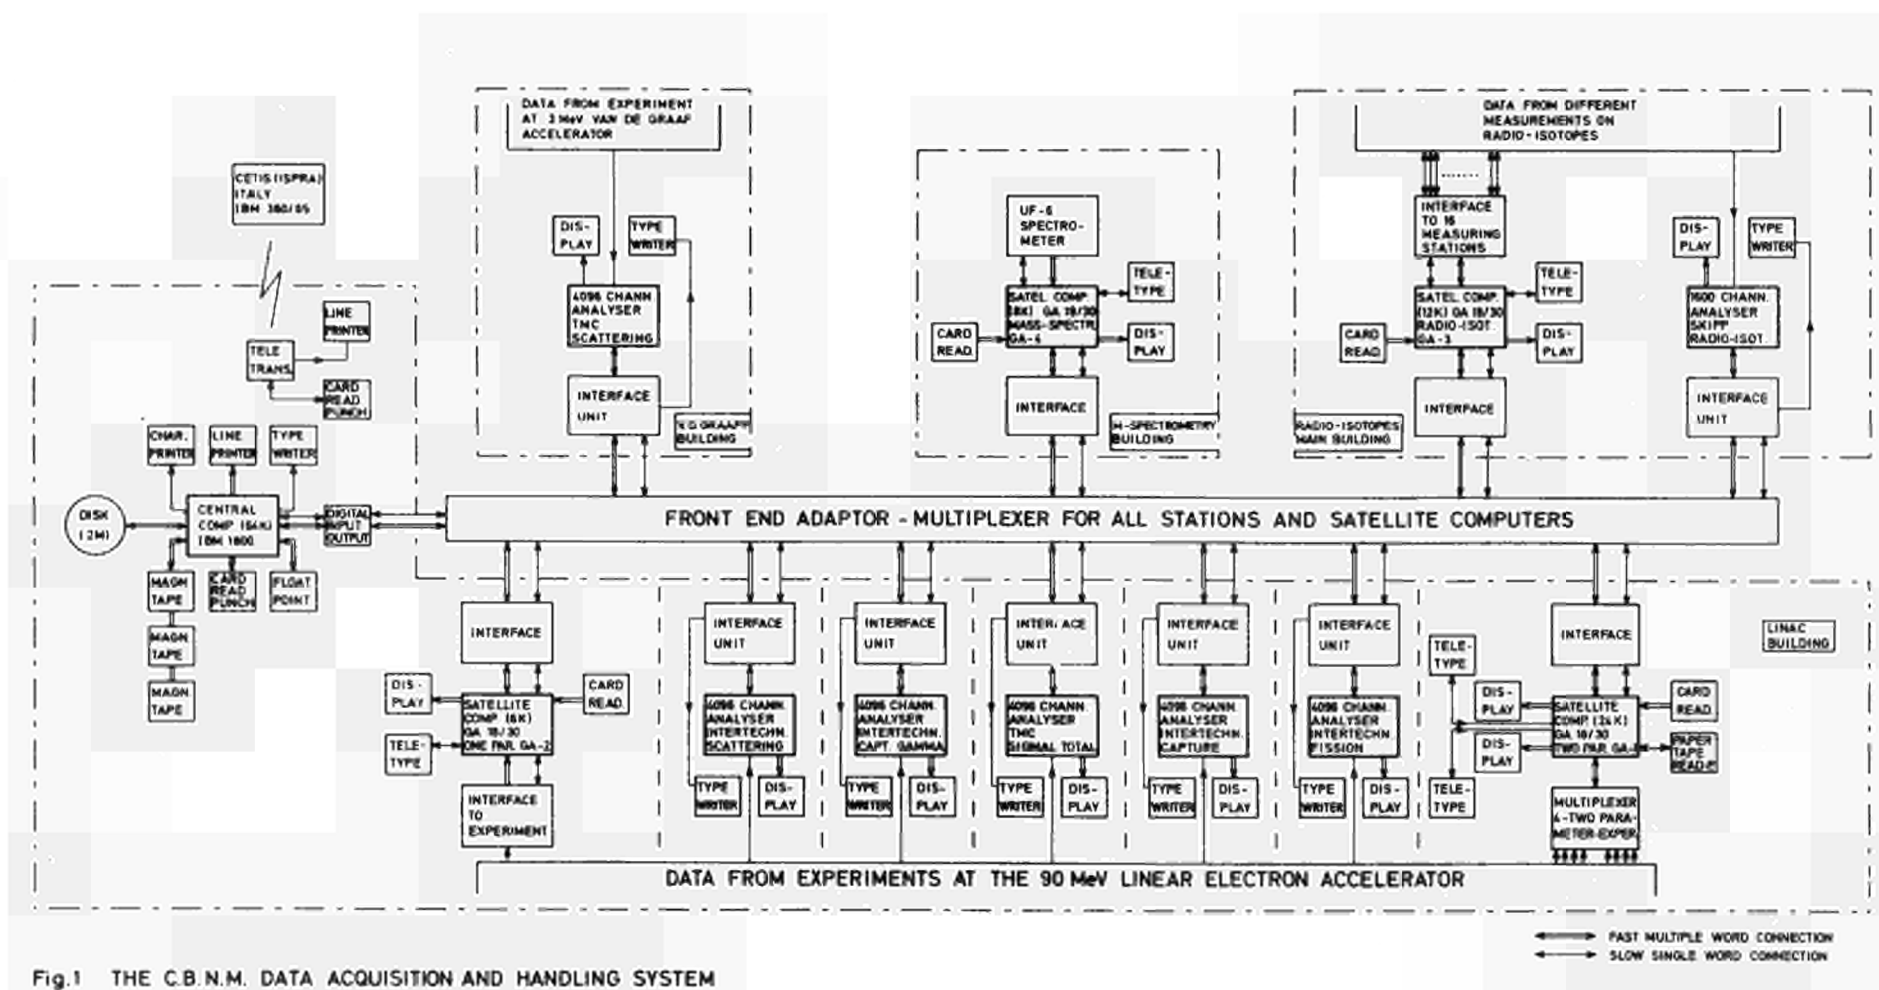 DATA FROM EXPERIMENT
AT 3 MeV VAN DE GRAAF
ACCELERATOR
DATA FROM DIFFERENT
MEASUREMENTS ON
RADIO-ISOTOPES
CETIS (ISPRA)
ITALY
IBM 360/65
LINE
PRINTER
TELE
TRANS.
CARD
READ
PUNCH
CHAR.
PRINTER
LINE
PRINTER
TYPE
WRITER
DISK
(2M)
CENTRAL
COMP (64K)
IBM 1800
DIGITAL
INPUT
OUTPUT
MAGN
TAPE
CARD
READ
PUNCH
FLOAT
POINT
MAGN
TAPE
MAGN
TAPE
DIS-
PLAY
TYPE
WRITER
4096 CHANN
ANALYSER
TMC
SCATTERING
INTERFACE
UNIT
V.D. GRAAFF
BUILDING
UF-6
SPECTRO-
METER
SATEL. COMP.
(8K) GA 18/30
MASS-SPECTR.
GA-4
TELE-
TYPE
CARD
READ.
DIS-
PLAY
INTERFACE
M-SPECTROMETRY
BUILDING
INTERFACE
TO 16
MEASURING
STATIONS
SATEL. COMP.
(12K) GA 18/30
RADIO-ISOT.
GA-3
TELE-
TYPE
CARD
READ.
DIS-
PLAY
INTERFACE
RADIO-ISOTOPES
MAIN BUILDING
DIS-
PLAY
TYPE
WRITER
1600 CHANN.
ANALYSER
SKIPP
RADIO-ISOT.
INTERFACE
UNIT
FRONT END ADAPTOR - MULTIPLEXER FOR ALL STATIONS AND SATELLITE COMPUTERS
INTERFACE
DIS-
PLAY
SATELLITE
COMP. (8K)
GA 18/30
ONE PAR. GA-2
CARD
READ.
TELE-
TYPE
INTERFACE
TO
EXPERIMENT
INTERFACE
UNIT
4096 CHANN.
ANALYSER
INTERTECHN.
SCATTERING
TYPE
WRITER
DIS-
PLAY
INTERFACE
UNIT
4096 CHANN.
ANALYSER
INTERTECHN.
CAPT. GAMMA
TYPE
WRITER
DIS-
PLAY
INTERFACE
UNIT
4096 CHANN.
ANALYSER
TMC
SIGMAL TOTAL
TYPE
WRITER
DIS-
PLAY
INTERFACE
UNIT
4096 CHANN.
ANALYSER
INTERTECHN.
CAPTURE
TYPE
WRITER
DIS-
PLAY
INTERFACE
UNIT
4096 CHANN.
ANALYSER
INTERTECHN.
FISSION
TYPE
WRITER
DIS-
PLAY
INTERFACE
LINAC
BUILDING
TELE-
TYPE
DIS-
PLAY
SATELLITE
COMP. (24K)
GA 18/30
TWO PAR. GA-1
CARD
READ.
DIS-
PLAY
PAPER
TAPE
READ-P
TELE-
TYPE
MULTIPLEXER
4-TWO PARA-
METER-EXPER.
DATA FROM EXPERIMENTS AT THE 90 MeV LINEAR ELECTRON ACCELERATOR
FAST MULTIPLE WORD CONNECTION
SLOW SINGLE WORD CONNECTION
Fig.1 THE C.B.N.M. DATA ACQUISITION AND HANDLING SYSTEM